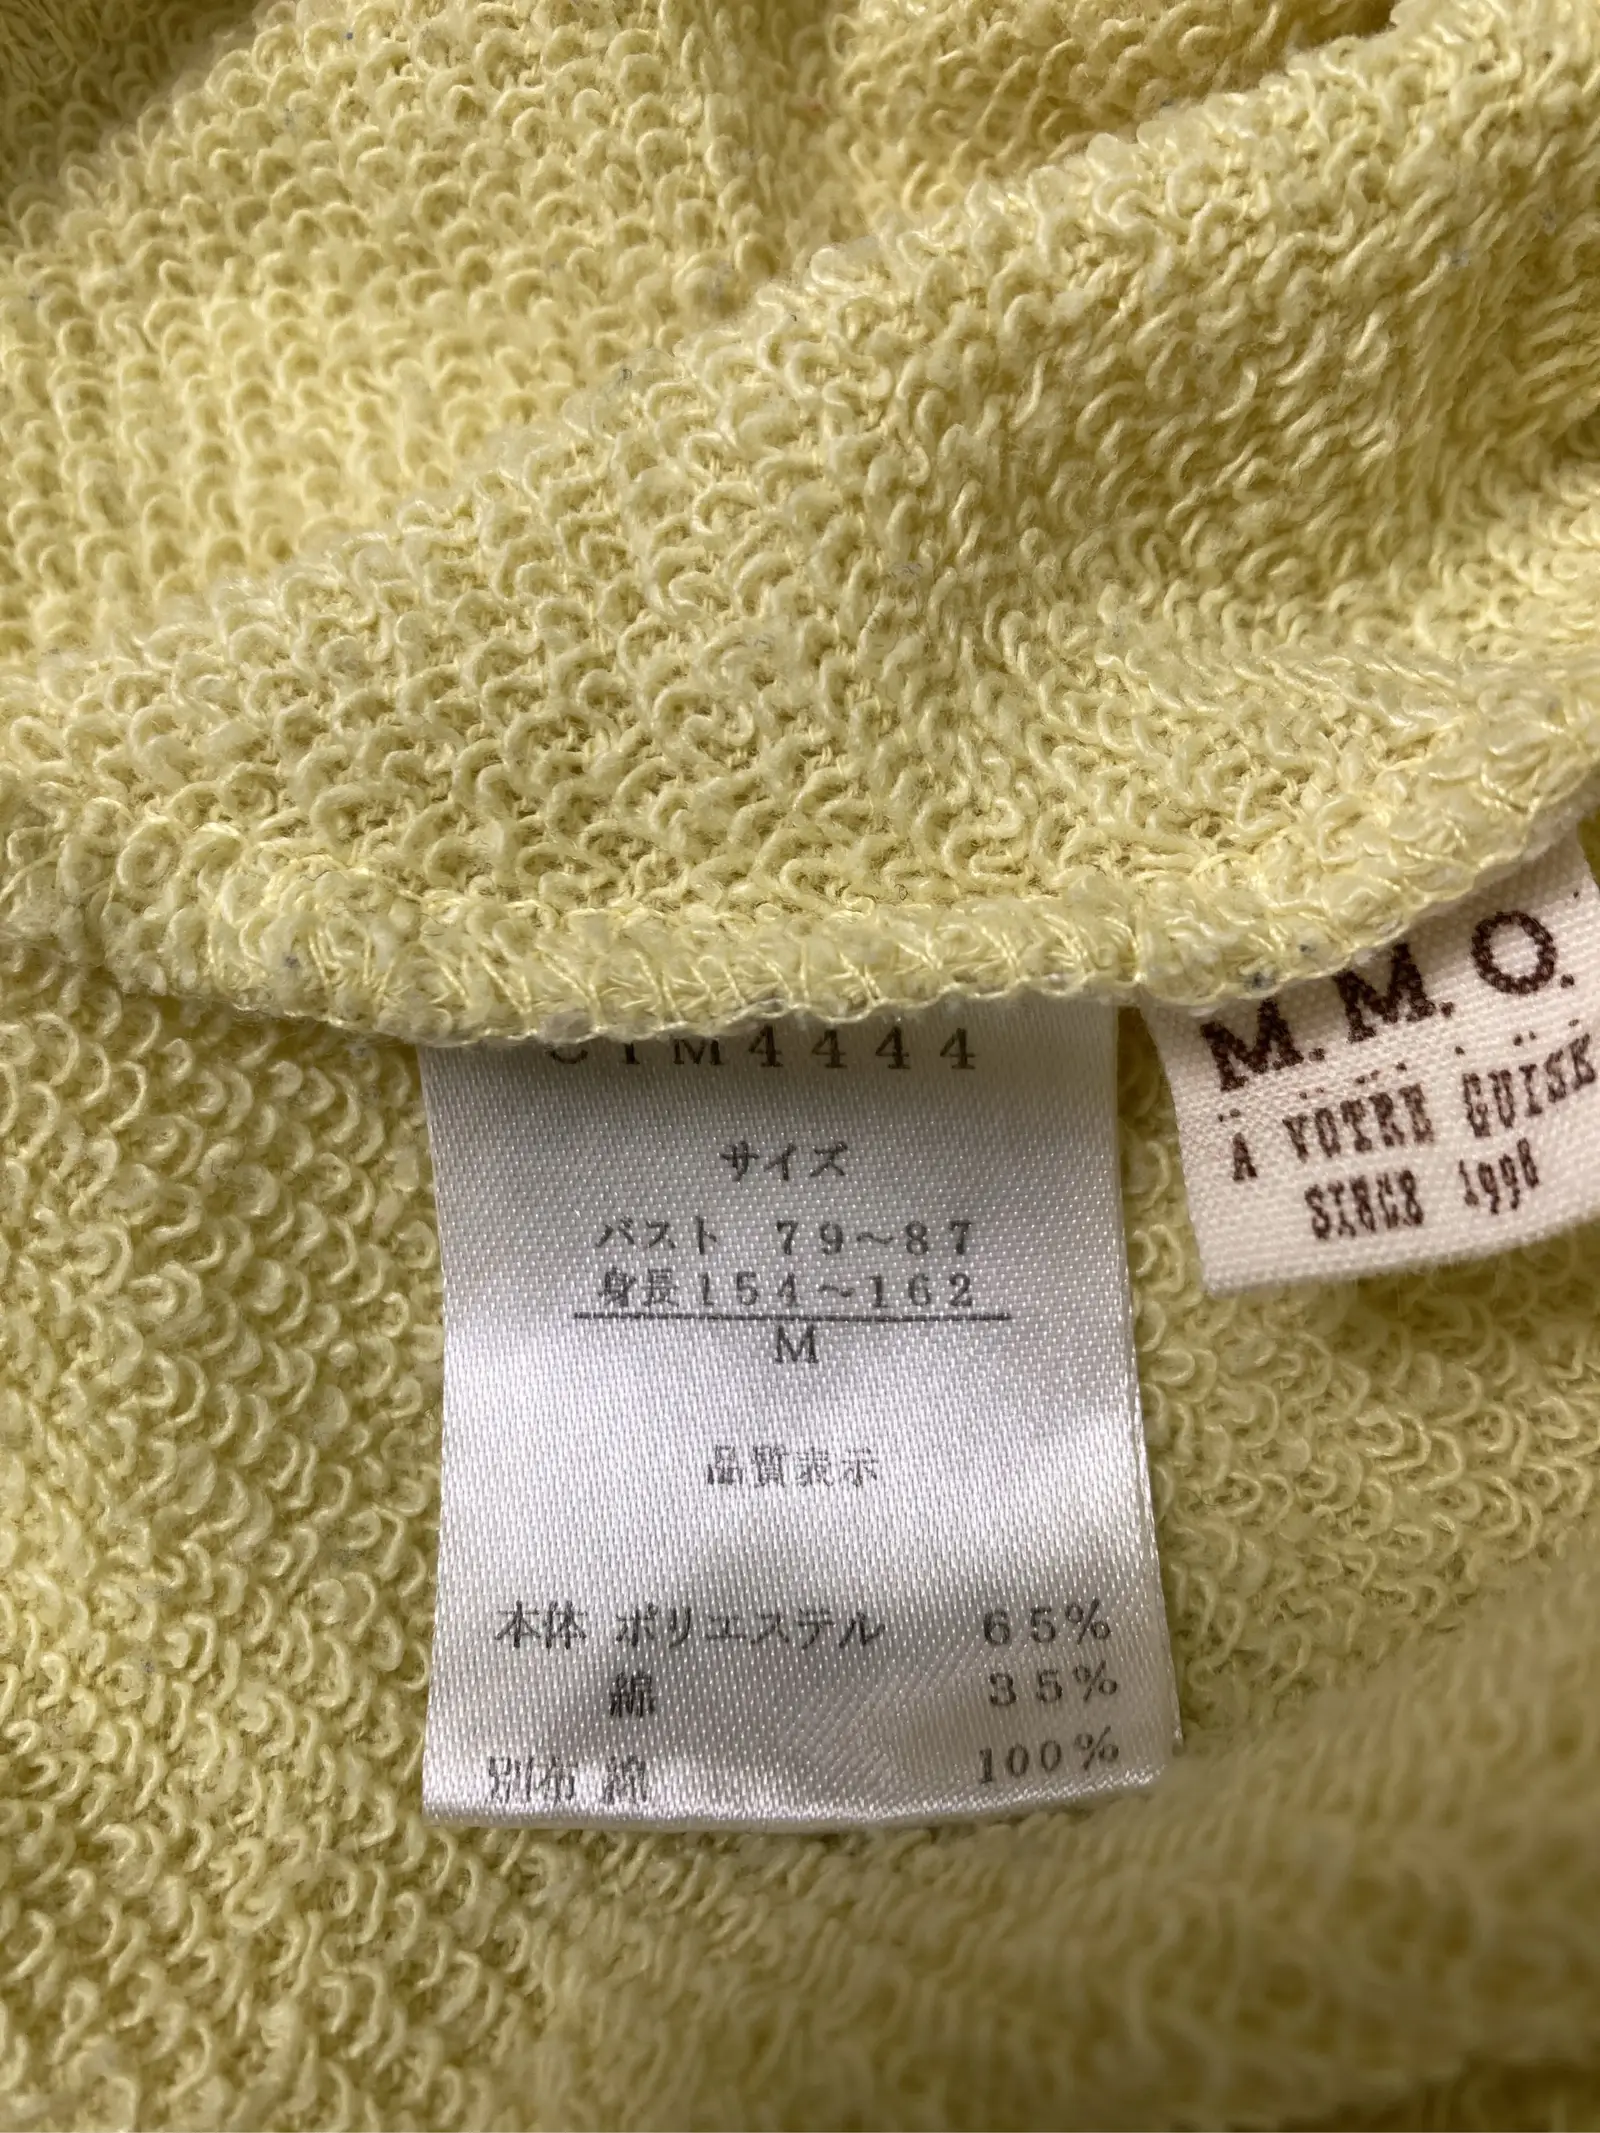 M4444
サイズ
バスト 79～87
身長154～162
M
品質表示
本体 ポリエステル 65%
綿 35%
別布 綿 100%
M.M.O.
A VOTRE GUISE
SINCE 1998